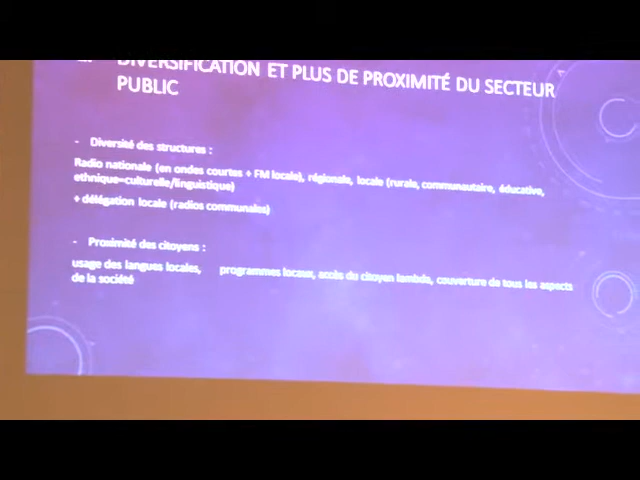 DIVERSIFICATION ET PLUS DE PROXIMITÉ DU SECTEUR
PUBLIC
- Diversité des structures :
Radio nationale (en ondes courtes + FM locale), régionale, locale (rurale, communautaire, éducative,
ethnique=culturelle/linguistique)
+ délégation locale (radios communales)
- Proximité des citoyens :
usage des langues locales, programmes locaux, accès du citoyen lambda, couverture de tous les aspects
de la société